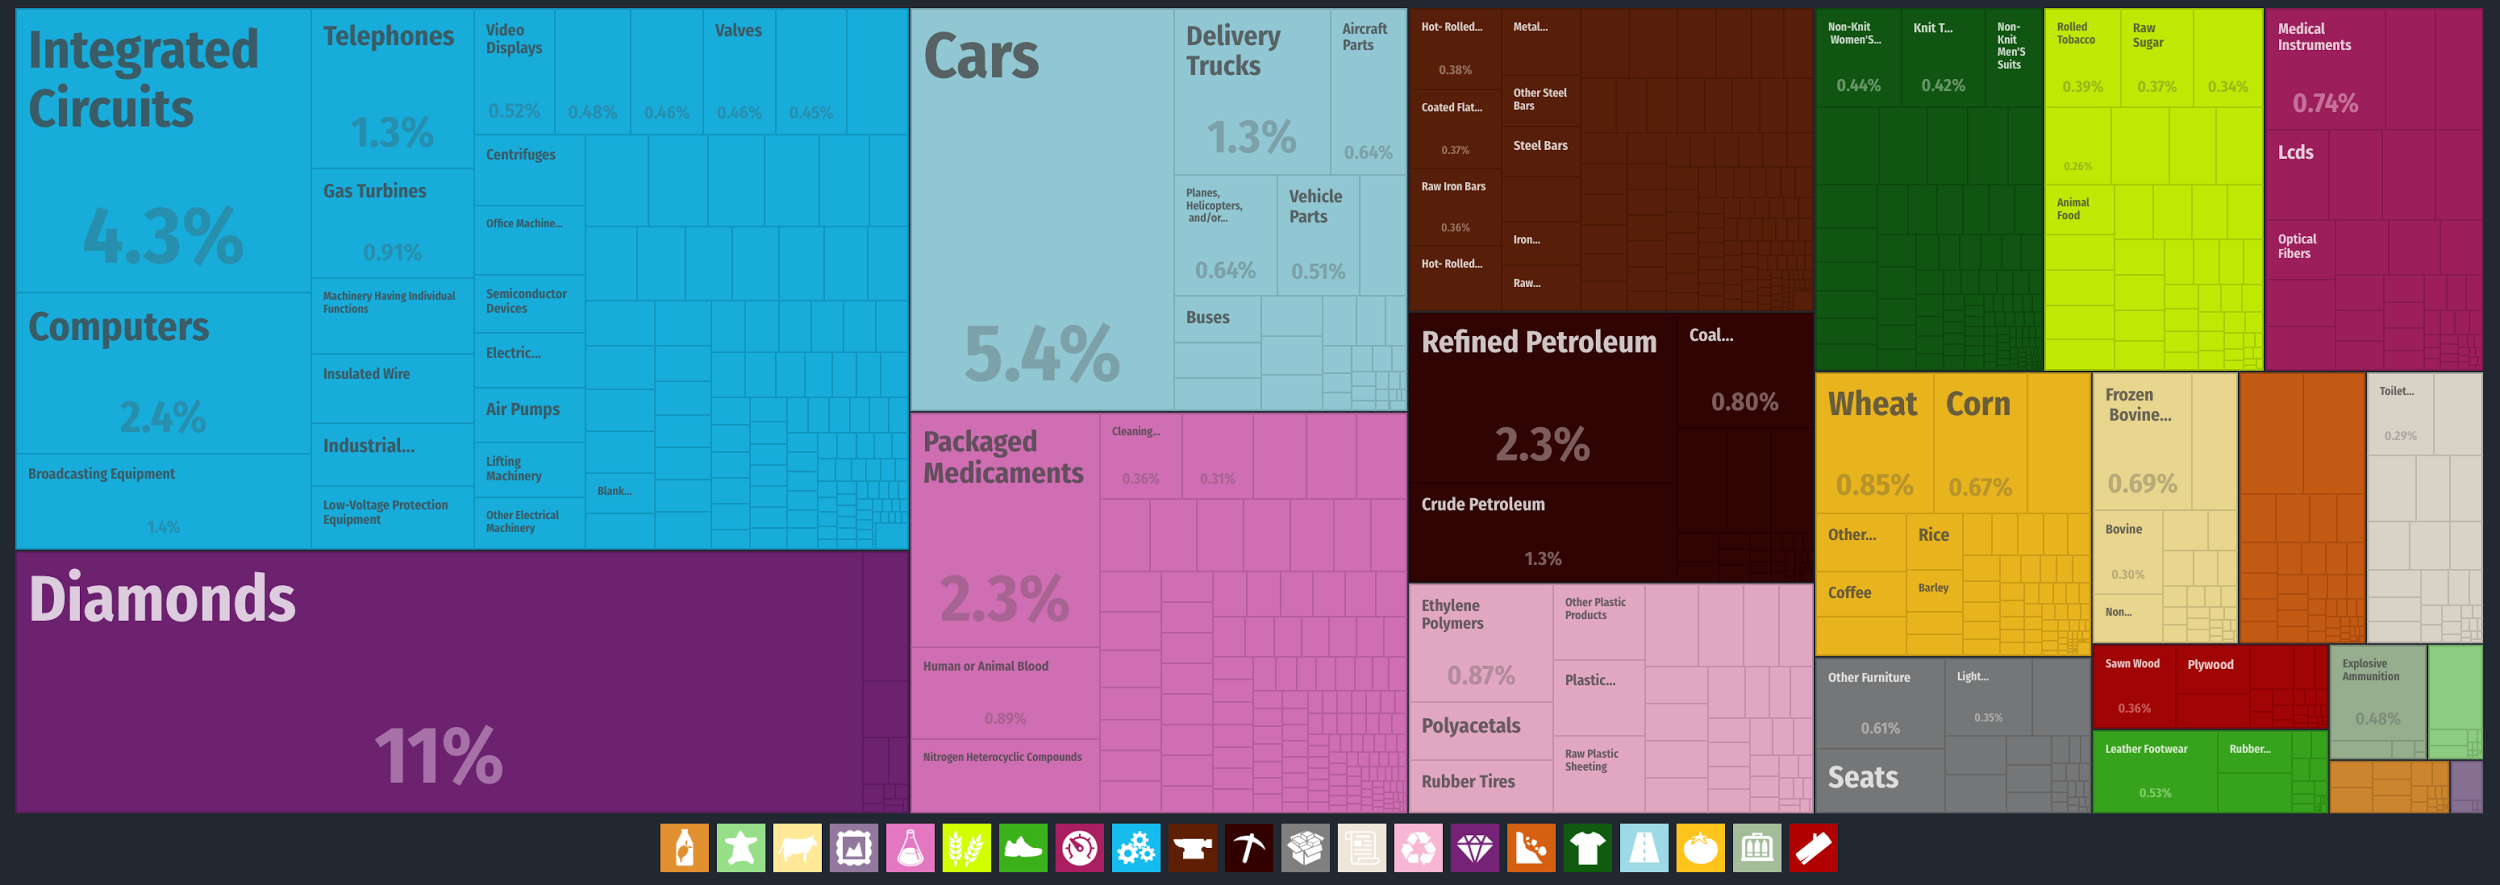 Integrated
Circuits
4.3%
Computers
2.4%
Broadcasting Equipment
1.4%
Telephones
1.3%
Gas Turbines
0.91%
Machinery Having Individual
Functions
Insulated Wire
Industrial...
Low-Voltage Protection
Equipment
Video
Displays
0.52%
0.48%
0.46%
Valves
0.46%
0.45%
Centrifuges
Office Machine...
Semiconductor
Devices
Electric...
Air Pumps
Lifting
Machinery
Other Electrical
Machinery
Blank...
Diamonds
11%
Cars
5.4%
Delivery
Trucks
1.3%
Aircraft
Parts
0.64%
Planes,
Helicopters,
and/or...
0.64%
Vehicle
Parts
0.51%
Buses
Packaged
Medicaments
2.3%
Human or Animal Blood
0.89%
Nitrogen Heterocyclic Compounds
Cleaning...
0.36%
0.31%
Hot- Rolled...
0.38%
Coated Flat...
0.37%
Raw Iron Bars
0.36%
Hot- Rolled...
Metal...
Other Steel
Bars
Steel Bars
Iron...
Raw...
Refined Petroleum
2.3%
Coal...
0.80%
Crude Petroleum
1.3%
Ethylene
Polymers
0.87%
Polyacetals
Rubber Tires
Other Plastic
Products
Plastic...
Raw Plastic
Sheeting
Non-Knit
Women'S...
0.44%
Knit T...
0.42%
Non-
Knit
Men'S
Suits
Rolled
Tobacco
0.39%
Raw
Sugar
0.37%
0.34%
0.26%
Animal
Food
Medical
Instruments
0.74%
Lcds
Optical
Fibers
Wheat
0.85%
Corn
0.67%
Other...
Rice
Coffee
Barley
Frozen
Bovine...
0.69%
Bovine
0.30%
Non...
Toilet...
0.29%
Other Furniture
0.61%
Light...
0.35%
Seats
Sawn Wood
0.36%
Plywood
Leather Footwear
0.53%
Rubber...
Explosive
Ammunition
0.48%